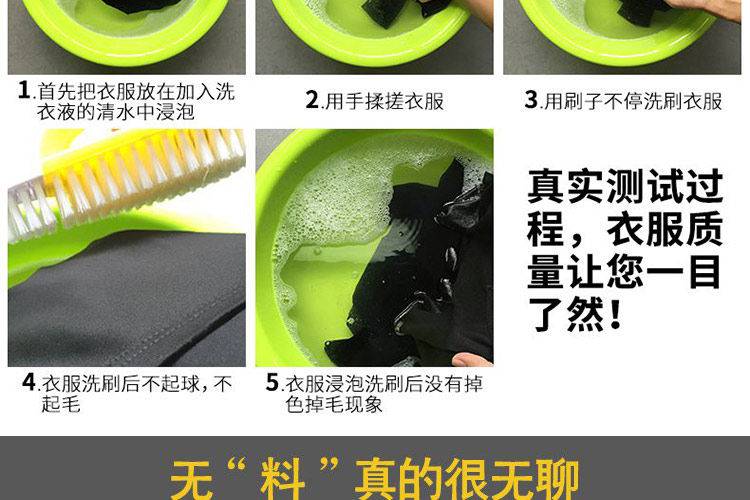 1.首先把衣服放在加入洗
衣液的清水中浸泡
2.用手揉搓衣服
3.用刷子不停洗刷衣服
真实测试过
程，衣服质
量让您一目
了然！
4.衣服洗刷后不起球，不
起毛
5.衣服浸泡洗刷后没有掉
色掉毛现象
无“料”真的很无聊